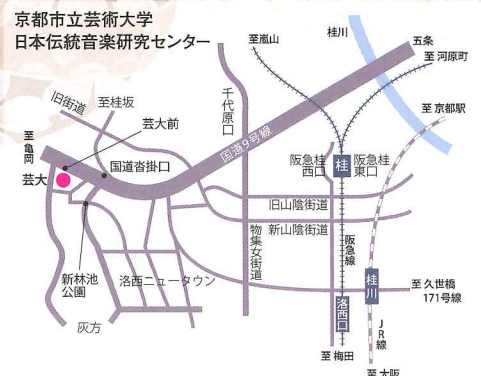 京都市立芸術大学
日本伝統音楽研究センター
至嵐山
桂川
五条
至河原町
至京都駅
旧街道
至桂坂
芸大前
千代原口
国道9号線
至亀岡
国道沓掛口
芸大
阪急桂西口
桂
阪急桂東口
旧山陰街道
新山陰街道
物集女街道
阪急線
新林池公園
洛西ニュータウン
桂川
至久世橋
171号線
洛西口
JR線
灰方
至梅田
至大阪